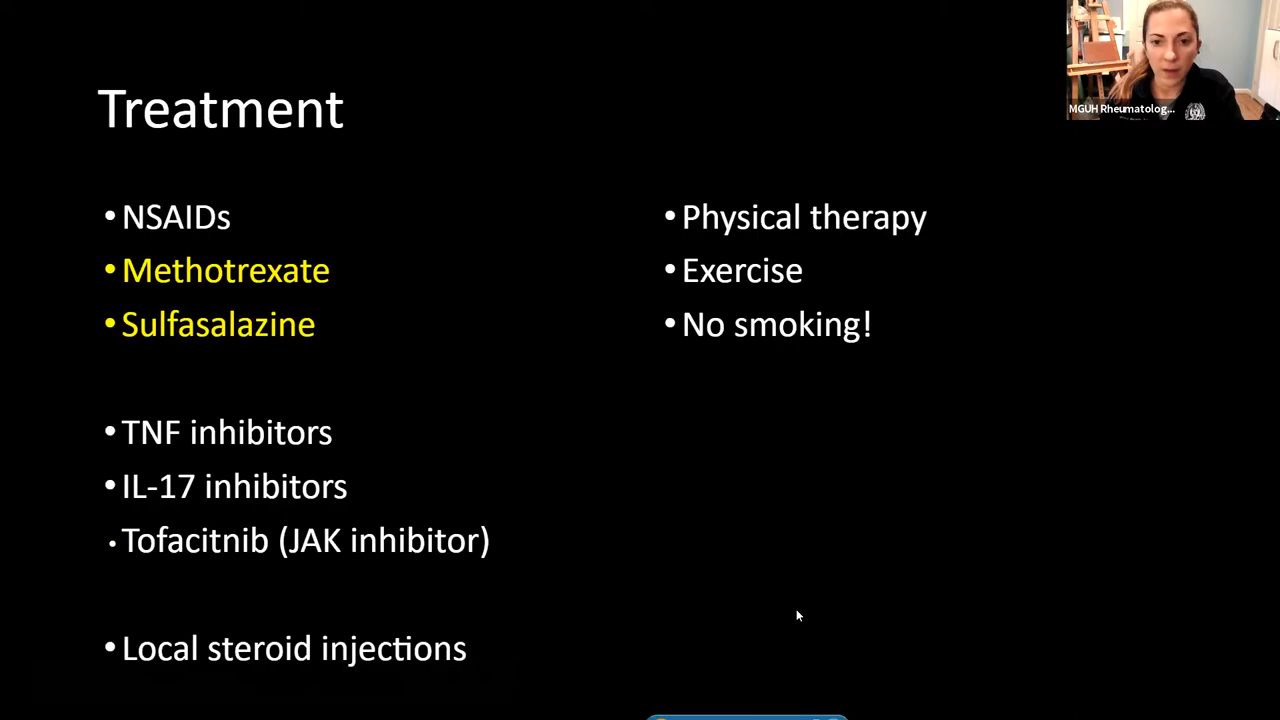 Treatment
MGUH Rheumatolog...
• NSAIDs
• Methotrexate
• Sulfasalazine
• TNF inhibitors
• IL-17 inhibitors
• Tofacitnib (JAK inhibitor)
• Local steroid injections
• Physical therapy
• Exercise
• No smoking!